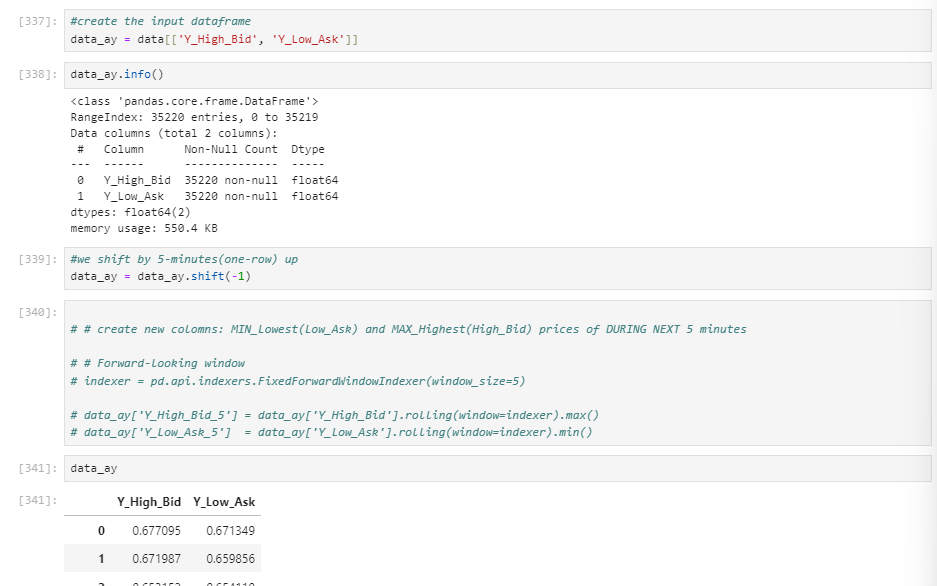 [337]: #create the input dataframe
data_ay = data[['Y_High_Bid', 'Y_Low_Ask']]
[338]: data_ay.info()
<class 'pandas.core.frame.DataFrame'>
RangeIndex: 35220 entries, 0 to 35219
Data columns (total 2 columns):
# Column Non-Null Count Dtype
--- ------ -------------- -----
0 Y_High_Bid 35220 non-null float64
1 Y_Low_Ask 35220 non-null float64
dtypes: float64(2)
memory usage: 550.4 KB
[339]: #we shift by 5-minutes(one-row) up
data_ay = data_ay.shift(-1)
[340]:
# # create new colomns: MIN_Lowest(Low_Ask) and MAX_Highest(High_Bid) prices of DURING NEXT 5 minutes
# # Forward-looking window
# indexer = pd.api.indexers.FixedForwardWindowIndexer(window_size=5)
# data_ay['Y_High_Bid_5'] = data_ay['Y_High_Bid'].rolling(window=indexer).max()
# data_ay['Y_Low_Ask_5'] = data_ay['Y_Low_Ask'].rolling(window=indexer).min()
[341]: data_ay
[341]: Y_High_Bid Y_Low_Ask
0 0.677095 0.671349
1 0.671987 0.659856